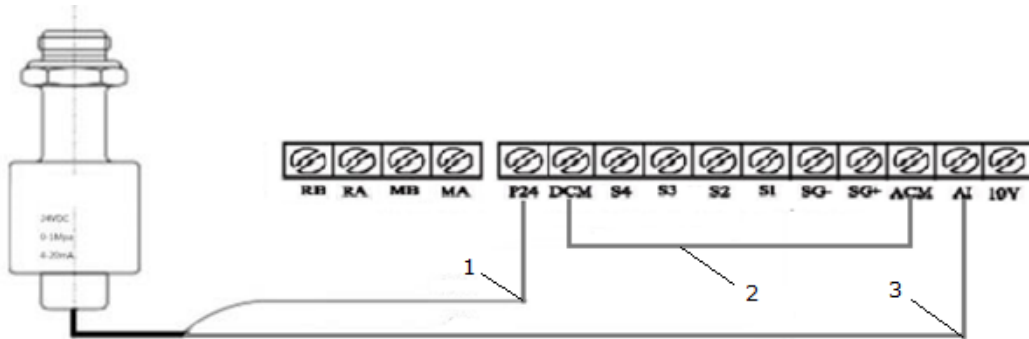 RB RA MB MA P24 DCM S4 S3 S2 S1 SG- SG+ ACM AI 10V
24VDC
0-1Mpa
4-20mA
1
2
3